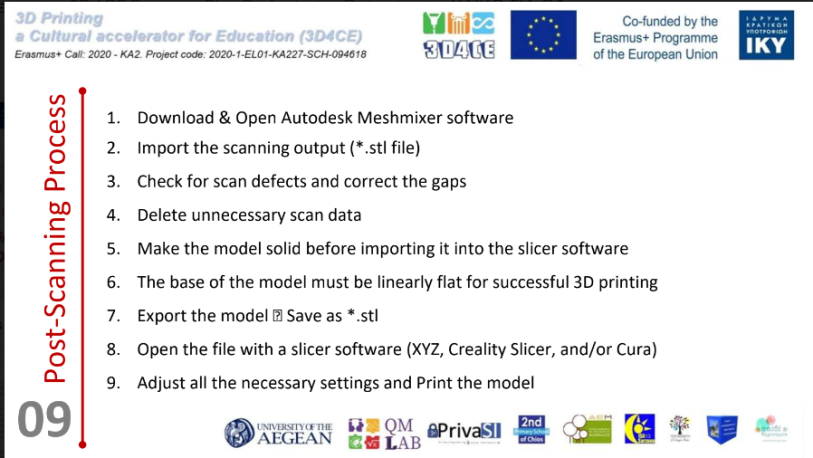 3D Printing
a Cultural accelerator for Education (3D4CE)
Erasmus+ Call: 2020 - KA2. Project code: 2020-1-EL01-KA227-SCH-094618
3D4CE
Co-funded by the
Erasmus+ Programme
of the European Union
ΙΔΡΥΜΑ
ΚΡΑΤΙΚΩΝ
ΥΠΟΤΡΟΦΙΩΝ
IKY
Post-Scanning Process
1. Download & Open Autodesk Meshmixer software
2. Import the scanning output (*.stl file)
3. Check for scan defects and correct the gaps
4. Delete unnecessary scan data
5. Make the model solid before importing it into the slicer software
6. The base of the model must be linearly flat for successful 3D printing
7. Export the model ⍰ Save as *.stl
8. Open the file with a slicer software (XYZ, Creality Slicer, and/or Cura)
9. Adjust all the necessary settings and Print the model
09
UNIVERSITY OF THE
AEGEAN
QM
LAB
PrivaSI
2nd
Primary School
of Chios
AEM